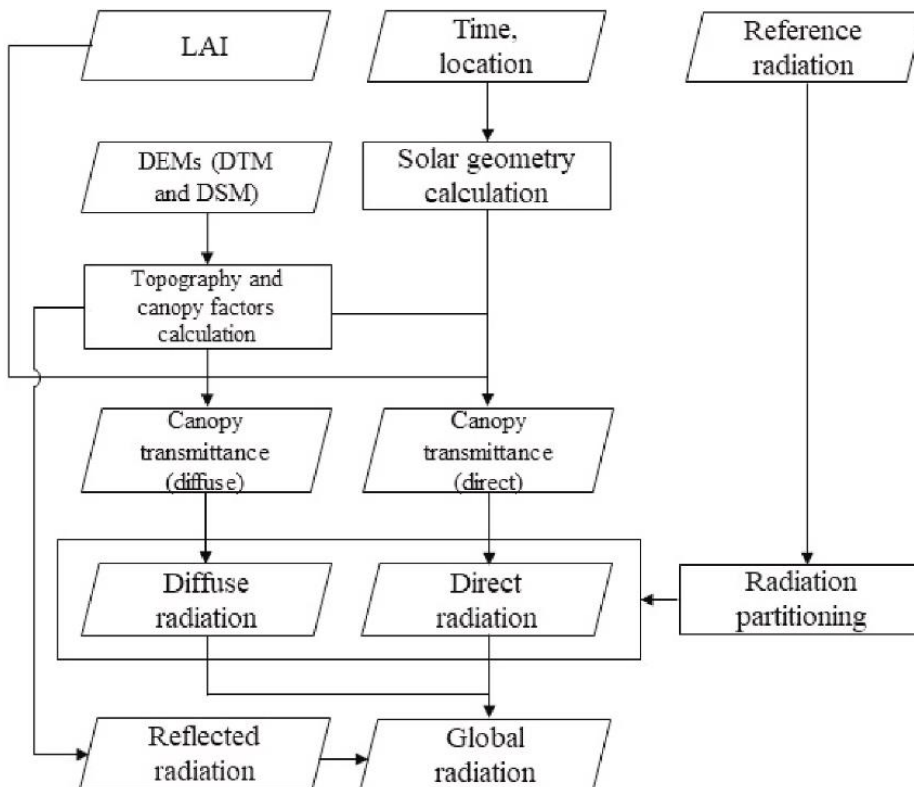 LAI
Time,
location
Reference
radiation
DEMs (DTM
and DSM)
Solar geometry
calculation
Topography and
canopy factors
calculation
Canopy
transmittance
(diffuse)
Canopy
transmittance
(direct)
Diffuse
radiation
Direct
radiation
Radiation
partitioning
Reflected
radiation
Global
radiation